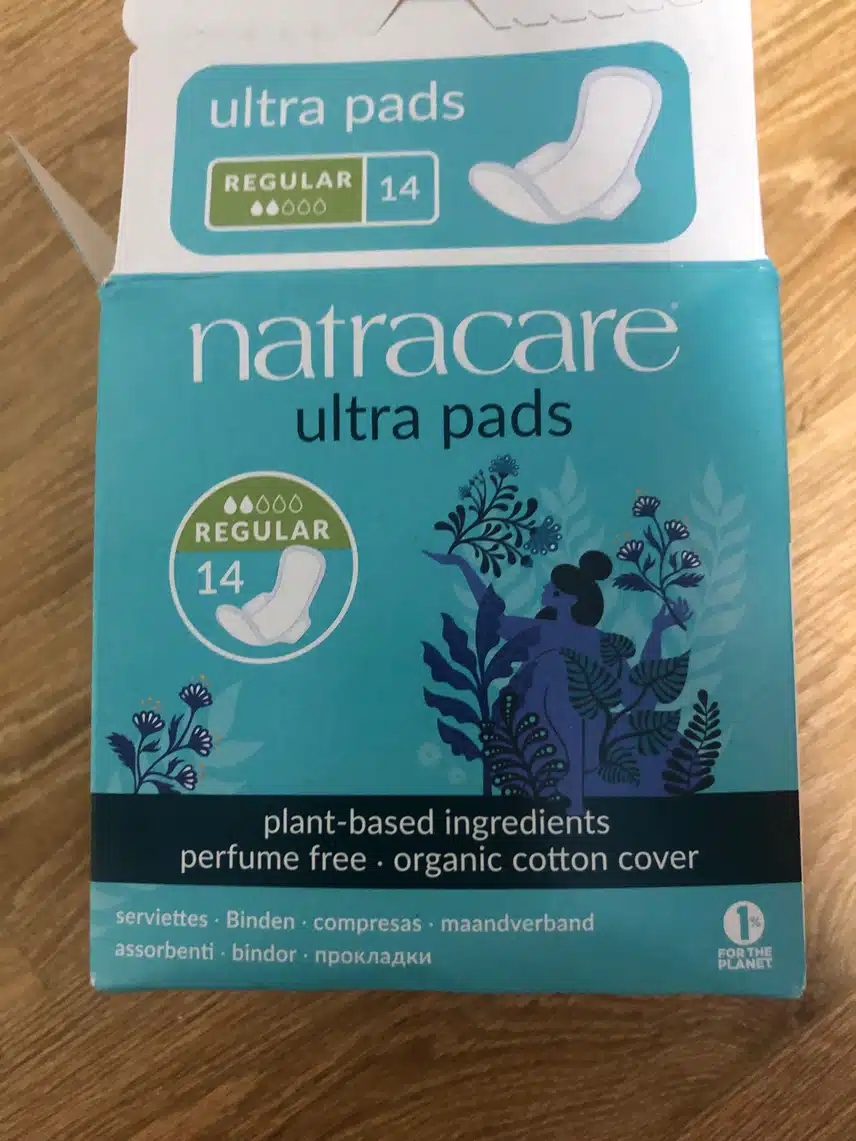 ultra pads
REGULAR
14
natracare
ultra pads
REGULAR
14
plant-based ingredients
perfume free · organic cotton cover
serviettes · Binden · compresas · maandverband
assorbenti · bindor · прокладки
1%
FOR THE
PLANET